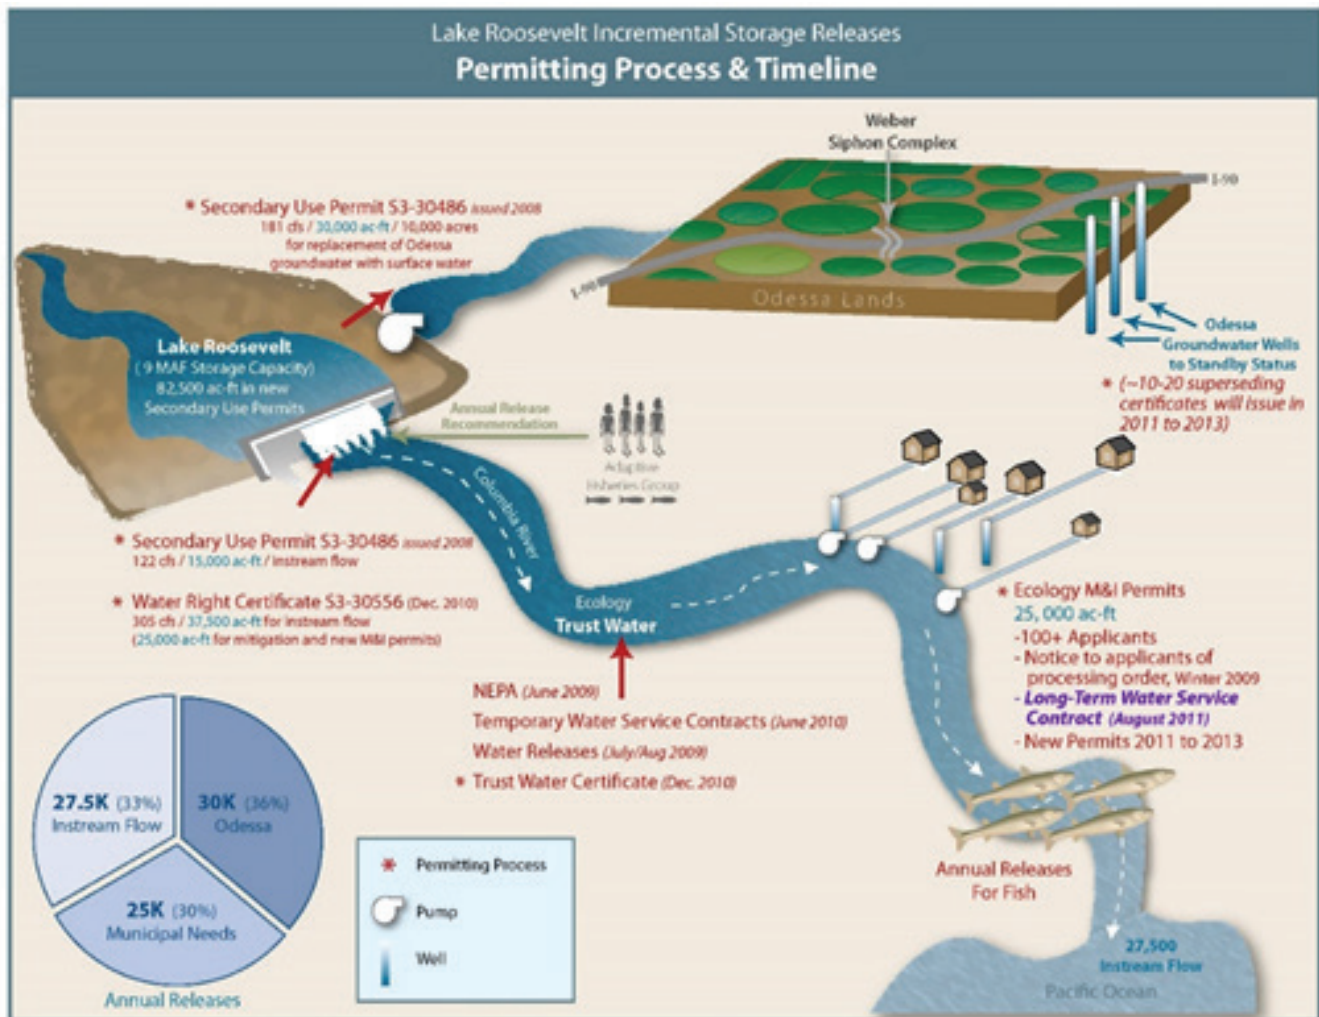 Lake Roosevelt Incremental Storage Releases
Permitting Process & Timeline
Weber
Siphon Complex
I-90
* Secondary Use Permit S3-30486 issued 2008
181 cfs / 30,000 ac-ft / 10,000 acres
for replacement of Odessa
groundwater with surface water
I-90
Odessa Lands
Odessa
Groundwater Wells
to Standby Status
* (~10-20 superseding
certificates will issue in
2011 to 2013)
Lake Roosevelt
( 9 MAF Storage Capacity)
82,500 ac-ft in new
Secondary Use Permits
Annual Release
Recommendation
Adaptive
Fisheries Group
Columbia River
* Secondary Use Permit S3-30486 issued 2008
122 cfs / 15,000 ac-ft / instream flow
* Water Right Certificate S3-30556 (Dec. 2010)
305 cfs / 37,500 ac-ft for instream flow
(25,000 ac-ft for mitigation and new M&I permits)
Ecology
Trust Water
NEPA (June 2009)
Temporary Water Service Contracts (June 2010)
Water Releases (July/Aug 2009)
* Trust Water Certificate (Dec. 2010)
* Ecology M&I Permits
25, 000 ac-ft
-100+ Applicants
- Notice to applicants of
processing order, Winter 2009
- Long-Term Water Service
Contract (August 2011)
- New Permits 2011 to 2013
27.5K (33%)
Instream Flow
30K (36%)
Odessa
25K (30%)
Municipal Needs
Annual Releases
* Permitting Process
Pump
Well
Annual Releases
For Fish
27,500
Instream Flow
Pacific Ocean